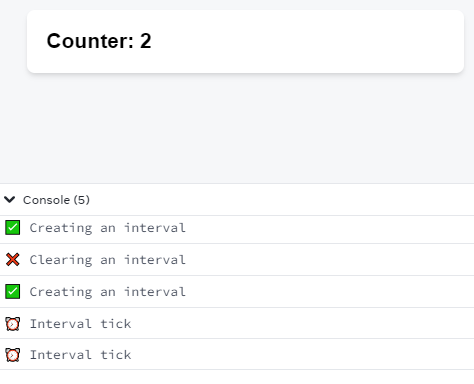 Counter: 2
Console (5)
✅ Creating an interval
❌ Clearing an interval
✅ Creating an interval
⏰ Interval tick
⏰ Interval tick